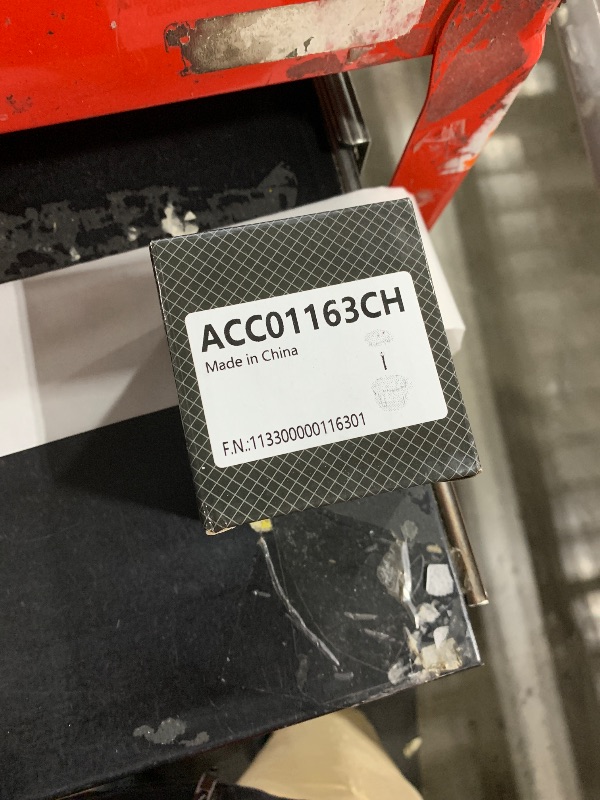 ACC01163CH
Made in China
F.N.:113300000116301